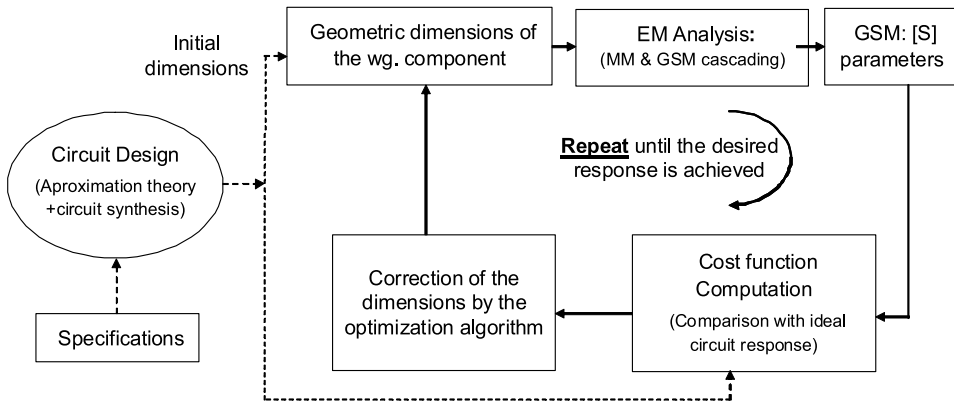 Initial
dimensions
Geometric dimensions of
the wg. component
EM Analysis:
(MM & GSM cascading)
GSM: [S]
parameters
Circuit Design
(Aproximation theory
+circuit synthesis)
Repeat until the desired
response is achieved
Specifications
Correction of the
dimensions by the
optimization algorithm
Cost function
Computation
(Comparison with ideal
circuit response)